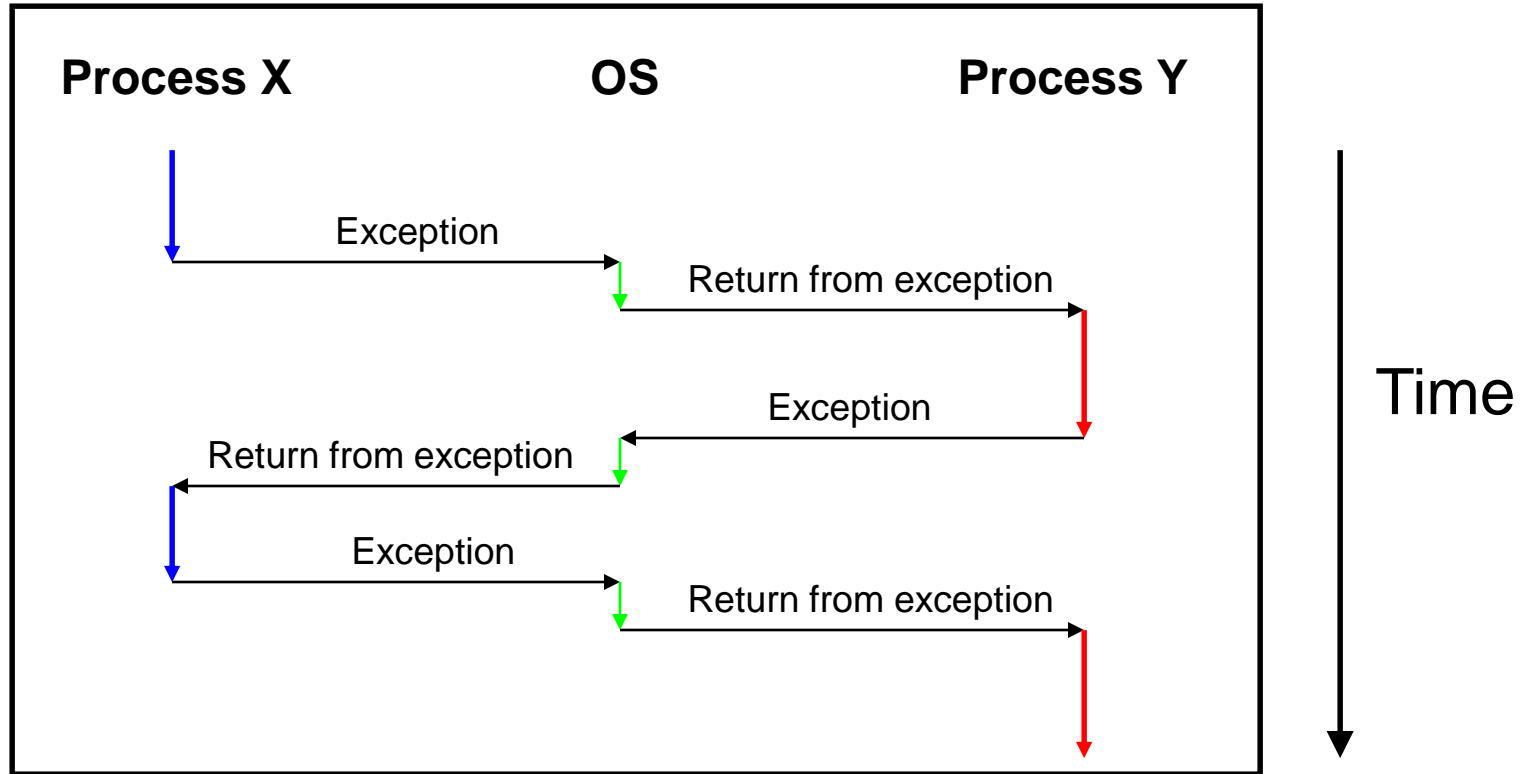 Process X
OS
Process Y
Exception
Return from exception
Exception
Time
Return from exception
Exception
Return from exception